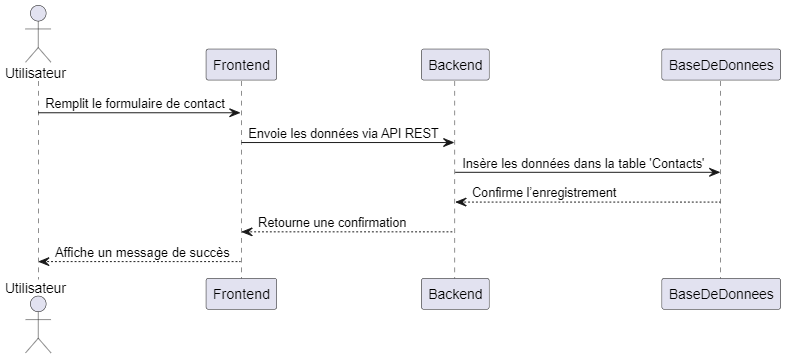 Utilisateur
Frontend
Backend
BaseDeDonnees
Remplit le formulaire de contact
Envoie les données via API REST
Insère les données dans la table 'Contacts'
Confirme l'enregistrement
Retourne une confirmation
Affiche un message de succès
Utilisateur
Frontend
Backend
BaseDeDonnees